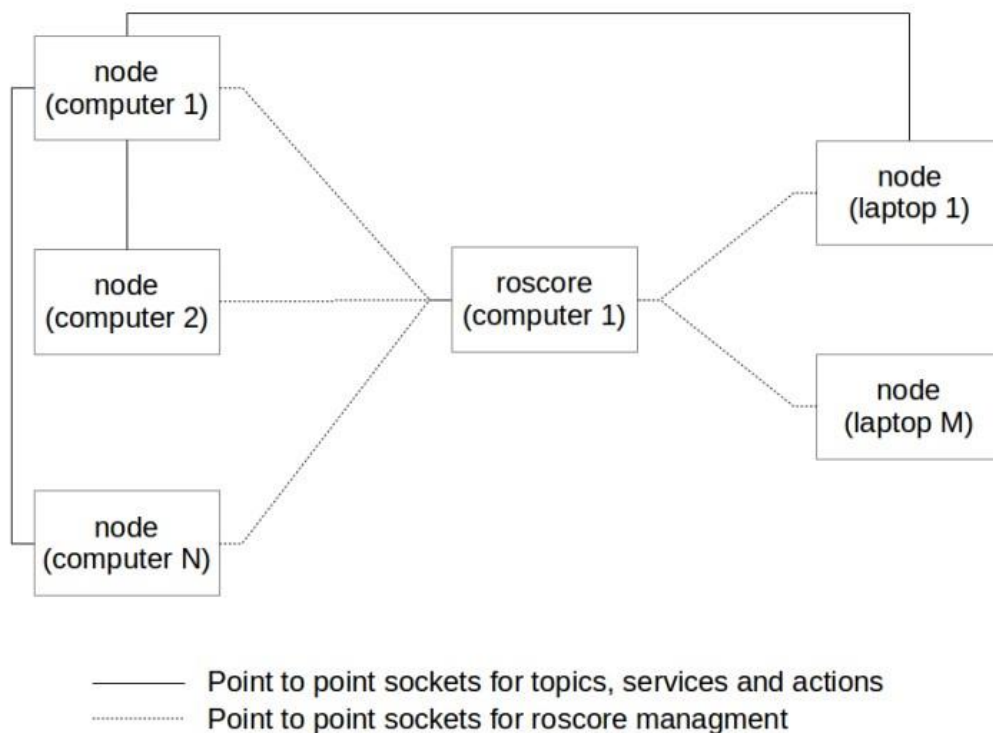 node
(computer 1)
node
(laptop 1)
node
(computer 2)
roscore
(computer 1)
node
(laptop M)
node
(computer N)
Point to point sockets for topics, services and actions
Point to point sockets for roscore managment